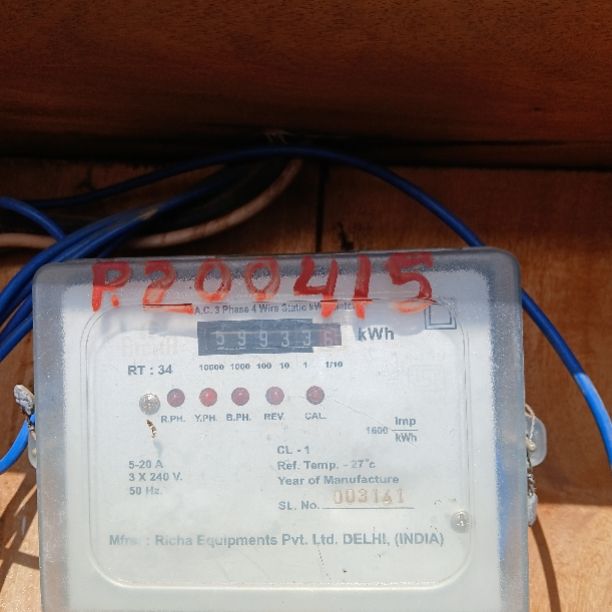 R200415
A.C. 3 Phase 4 Wire Static
59933
kWh
RT : 34
10000 1000 100 10 1 1/10
R.PH. Y.PH. B.PH. REV. CAL.
1600 Imp
kWh
CL - 1
5-20 A
Ref. Temp. - 27°c
3 X 240 V.
Year of Manufacture
50 Hz.
SL. No. 003161
Mfrs. : Richa Equipments Pvt. Ltd. DELHI, (INDIA)